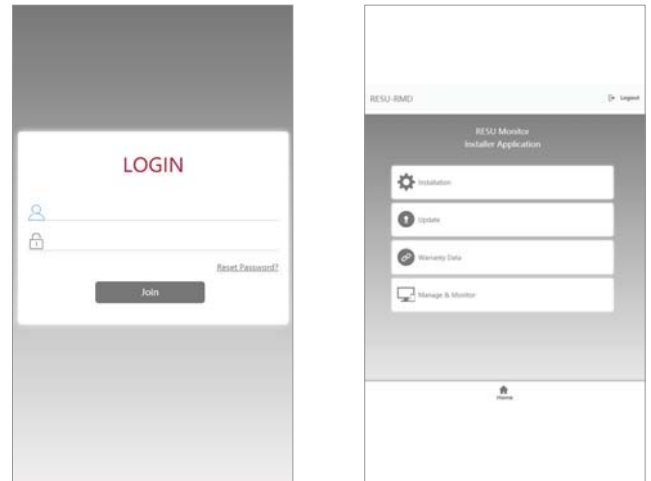 LOGIN
Reset Password?
Join
RESU-RMD
Logout
RESU Monitor
Installer Application
Installation
Update
Warranty Data
Manage & Monitor
Home